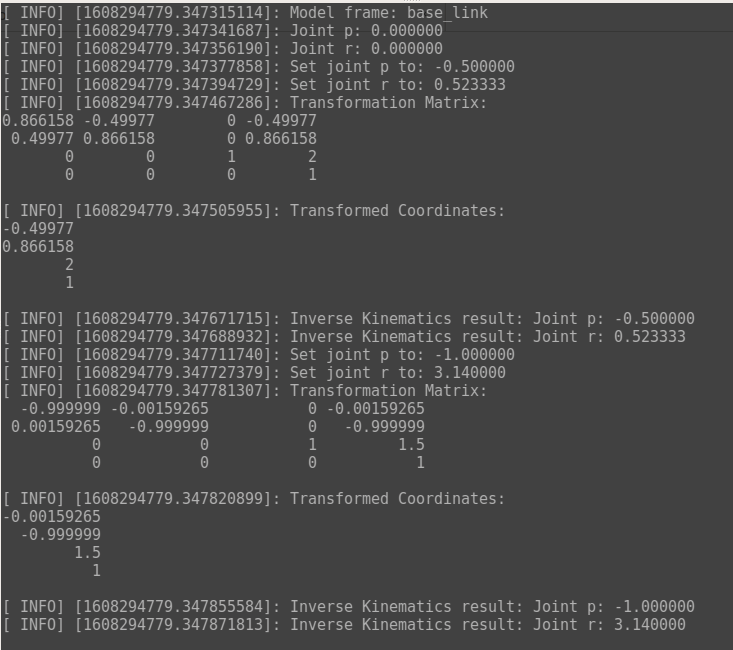 [ INFO] [1608294779.347315114]: Model frame: base_link
[ INFO] [1608294779.347341687]: Joint p: 0.000000
[ INFO] [1608294779.347356190]: Joint r: 0.000000
[ INFO] [1608294779.347377858]: Set joint p to: -0.500000
[ INFO] [1608294779.347394729]: Set joint r to: 0.523333
[ INFO] [1608294779.347467286]: Transformation Matrix:
0.866158 -0.49977        0 -0.49977
 0.49977 0.866158        0 0.866158
       0        0        1        2
       0        0        0        1

[ INFO] [1608294779.347505955]: Transformed Coordinates:
-0.49977
0.866158
       2
       1

[ INFO] [1608294779.347671715]: Inverse Kinematics result: Joint p: -0.500000
[ INFO] [1608294779.347688932]: Inverse Kinematics result: Joint r: 0.523333
[ INFO] [1608294779.347711740]: Set joint p to: -1.000000
[ INFO] [1608294779.347727379]: Set joint r to: 3.140000
[ INFO] [1608294779.347781307]: Transformation Matrix:
  -0.999999 -0.00159265           0 -0.00159265
 0.00159265   -0.999999           0   -0.999999
          0           0           1         1.5
          0           0           0           1

[ INFO] [1608294779.347820899]: Transformed Coordinates:
-0.00159265
  -0.999999
        1.5
          1

[ INFO] [1608294779.347855584]: Inverse Kinematics result: Joint p: -1.000000
[ INFO] [1608294779.347871813]: Inverse Kinematics result: Joint r: 3.140000